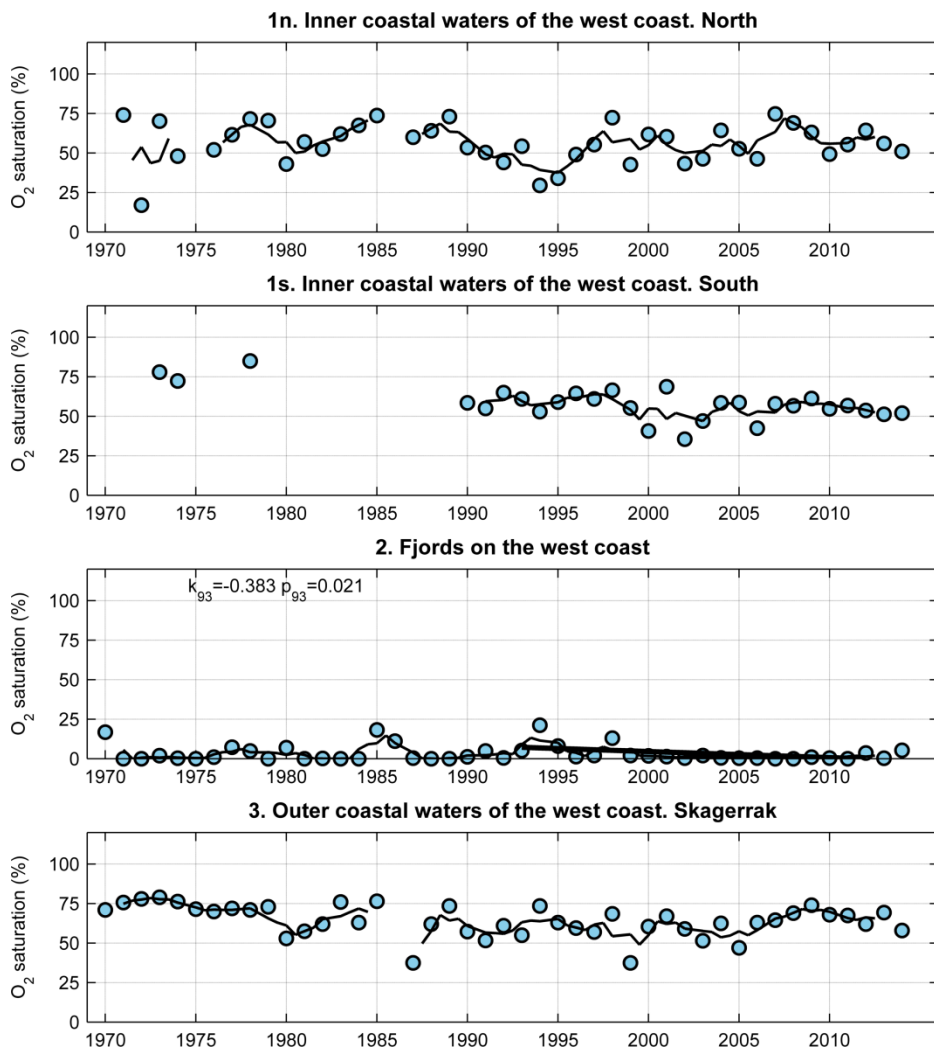 1n. Inner coastal waters of the west coast. North
O2 saturation (%)
100
75
50
25
0
1970 1975 1980 1985 1990 1995 2000 2005 2010
1s. Inner coastal waters of the west coast. South
O2 saturation (%)
100
75
50
25
0
1970 1975 1980 1985 1990 1995 2000 2005 2010
2. Fjords on the west coast
k93=-0.383 p93=0.021
O2 saturation (%)
100
75
50
25
0
1970 1975 1980 1985 1990 1995 2000 2005 2010
3. Outer coastal waters of the west coast. Skagerrak
O2 saturation (%)
100
75
50
25
0
1970 1975 1980 1985 1990 1995 2000 2005 2010